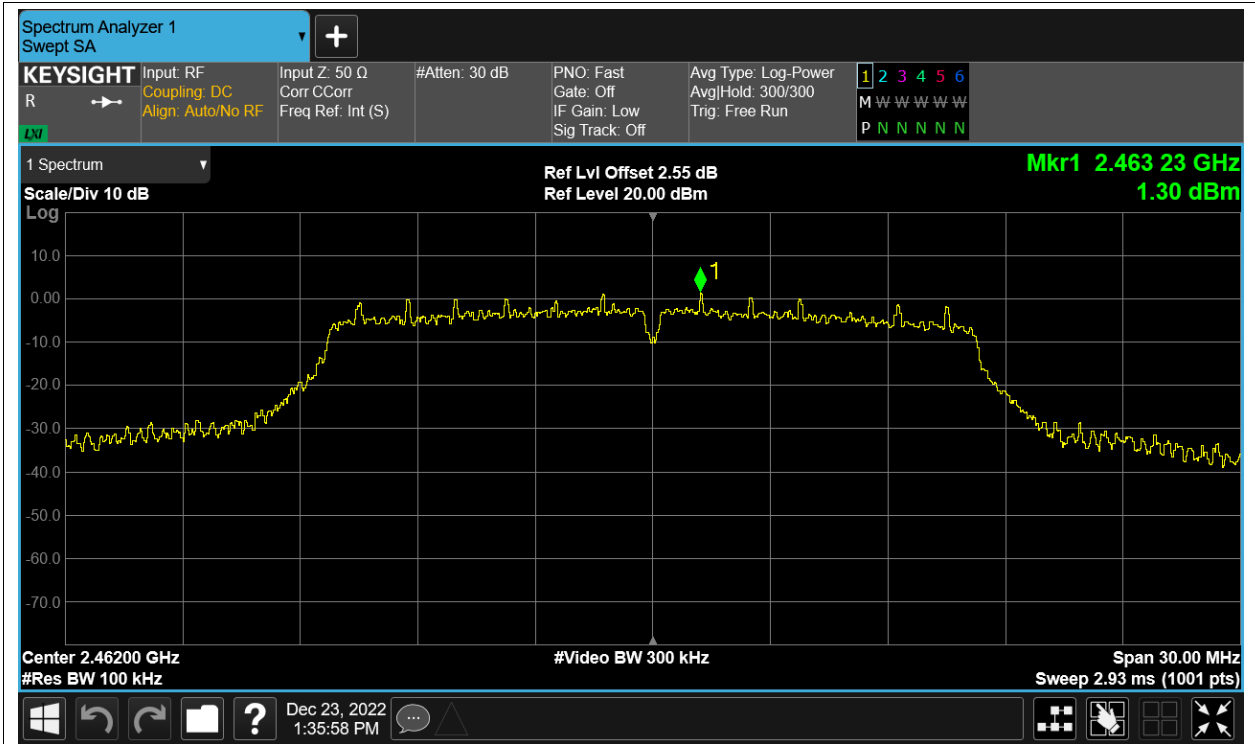 Spectrum Analyzer 1
Swept SA
KEYSIGHT
R
LXI
Input: RF
Coupling: DC
Align: Auto/No RF
Input Z: 50 Ω
Corr CCorr
Freq Ref: Int (S)
#Atten: 30 dB
PNO: Fast
Gate: Off
IF Gain: Low
Sig Track: Off
Avg Type: Log-Power
Avg|Hold: 300/300
Trig: Free Run
1 2 3 4 5 6
M W W W W W
P N N N N N
1 Spectrum
Scale/Div 10 dB
Log
Ref Lvl Offset 2.55 dB
Ref Level 20.00 dBm
Mkr1 2.463 23 GHz
1.30 dBm
1
10.0
0.00
-10.0
-20.0
-30.0
-40.0
-50.0
-60.0
-70.0
Center 2.46200 GHz
#Res BW 100 kHz
#Video BW 300 kHz
Span 30.00 MHz
Sweep 2.93 ms (1001 pts)
?
Dec 23, 2022
1:35:58 PM